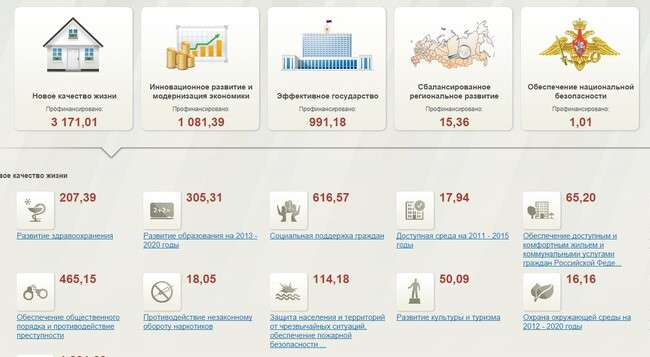 Новое качество жизни
Профинансировано:
3 171,01
Инновационное развитие и
модернизация экономики
Профинансировано:
1 081,39
Эффективное государство
Профинансировано:
991,18
Сбалансированное
региональное развитие
Профинансировано:
15,36
Обеспечение национальной
безопасности
Профинансировано:
1,01
вое качество жизни
207,39
Развитие здравоохранения
305,31
Развитие образования на 2013 -
2020 годы
616,57
Социальная поддержка граждан
17,94
Доступная среда на 2011 - 2015
годы
65,20
Обеспечение доступным и
комфортным жильем и
коммунальными услугами
граждан Российской Феде...
465,15
Обеспечение общественного
порядка и противодействие
преступности
18,05
Противодействие незаконному
обороту наркотиков
114,18
Защита населения и территорий
от чрезвычайных ситуаций,
обеспечение пожарной
безопасности ...
50,09
Развитие культуры и туризма
16,16
Охрана окружающей среды на
2012 - 2020 годы